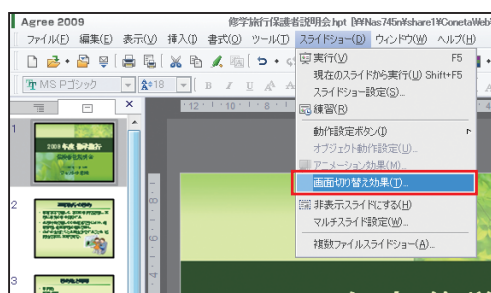 Agree 2009
修学旅行保護者説明会.hpt [¥¥Nas745n¥share1¥ConetaWeb¥
ファイル(F) 編集(E) 表示(V) 挿入(I) 書式(O) ツール(T) スライドショー(D) ウィンドウ(W) ヘルプ(H)
実行(V) F5
現在のスライドから実行(U) Shift+F5
スライドショー設定(S)...
練習(R)
動作設定ボタン(I)
オブジェクト動作設定(U)...
アニメーション効果(M)...
画面切り替え効果(T)...
非表示スライドにする(H)
マルチスライド設定(W)...
複数ファイルスライドショー(A)...
MS Pゴシック 18 B I U A
12 10 8
1
2009 年度 修学旅行
2
3